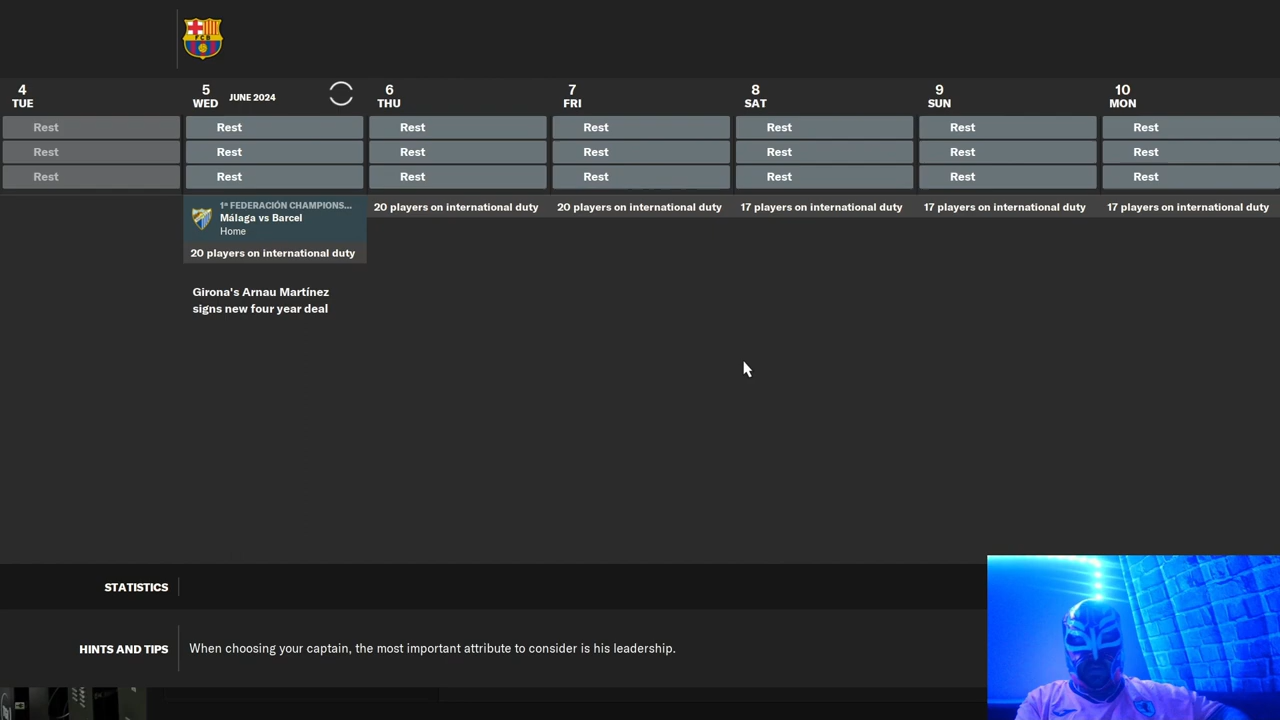 4
TUE
5
WED JUNE 2024
6
THU
7
FRI
8
SAT
9
SUN
10
MON
Rest Rest Rest Rest Rest Rest Rest
Rest Rest Rest Rest Rest Rest Rest
Rest Rest Rest Rest Rest Rest Rest
1ª FEDERACIÓN CHAMPIONS...
Málaga vs Barcel
Home
20 players on international duty
20 players on international duty
20 players on international duty
17 players on international duty
17 players on international duty
17 players on international duty
Girona's Arnau Martínez
signs new four year deal
STATISTICS
HINTS AND TIPS
When choosing your captain, the most important attribute to consider is his leadership.